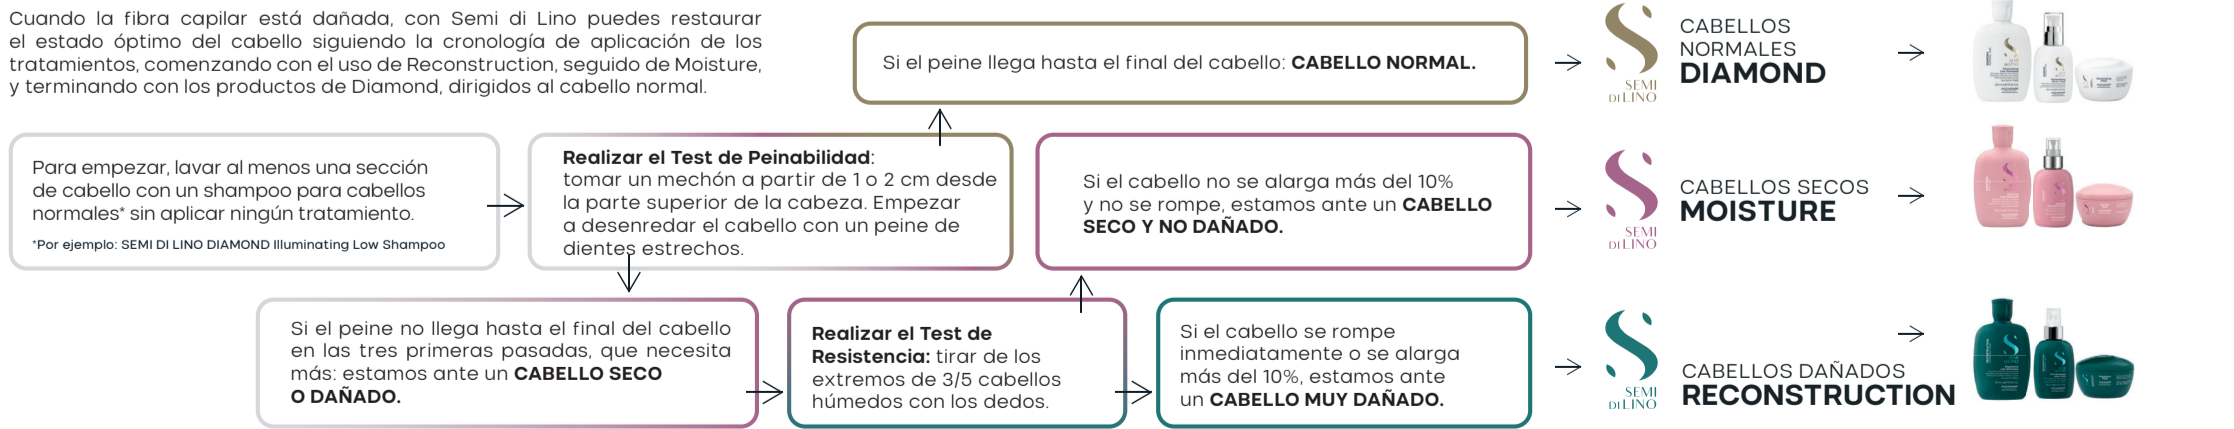 Cuando la fibra capilar está dañada, con Semi di Lino puedes restaurar
el estado óptimo del cabello siguiendo la cronología de aplicación de los
tratamientos, comenzando con el uso de Reconstruction, seguido de Moisture,
y terminando con los productos de Diamond, dirigidos al cabello normal.
Si el peine llega hasta el final del cabello: CABELLO NORMAL.
SEMI
DI LINO
CABELLOS
NORMALES
DIAMOND
Para empezar, lavar al menos una sección
de cabello con un shampoo para cabellos
normales* sin aplicar ningún tratamiento.
*Por ejemplo: SEMI DI LINO DIAMOND Illuminating Low Shampoo
Realizar el Test de Peinabilidad:
tomar un mechón a partir de 1 o 2 cm desde
la parte superior de la cabeza. Empezar
a desenredar el cabello con un peine de
dientes estrechos.
Si el cabello no se alarga más del 10%
y no se rompe, estamos ante un CABELLO
SECO Y NO DAÑADO.
SEMI
DI LINO
CABELLOS SECOS
MOISTURE
Si el peine no llega hasta el final del cabello
en las tres primeras pasadas, que necesita
más: estamos ante un CABELLO SECO
O DAÑADO.
Realizar el Test de
Resistencia: tirar de los
extremos de 3/5 cabellos
húmedos con los dedos.
Si el cabello se rompe
inmediatamente o se alarga
más del 10%, estamos ante
un CABELLO MUY DAÑADO.
SEMI
DI LINO
CABELLOS DAÑADOS
RECONSTRUCTION